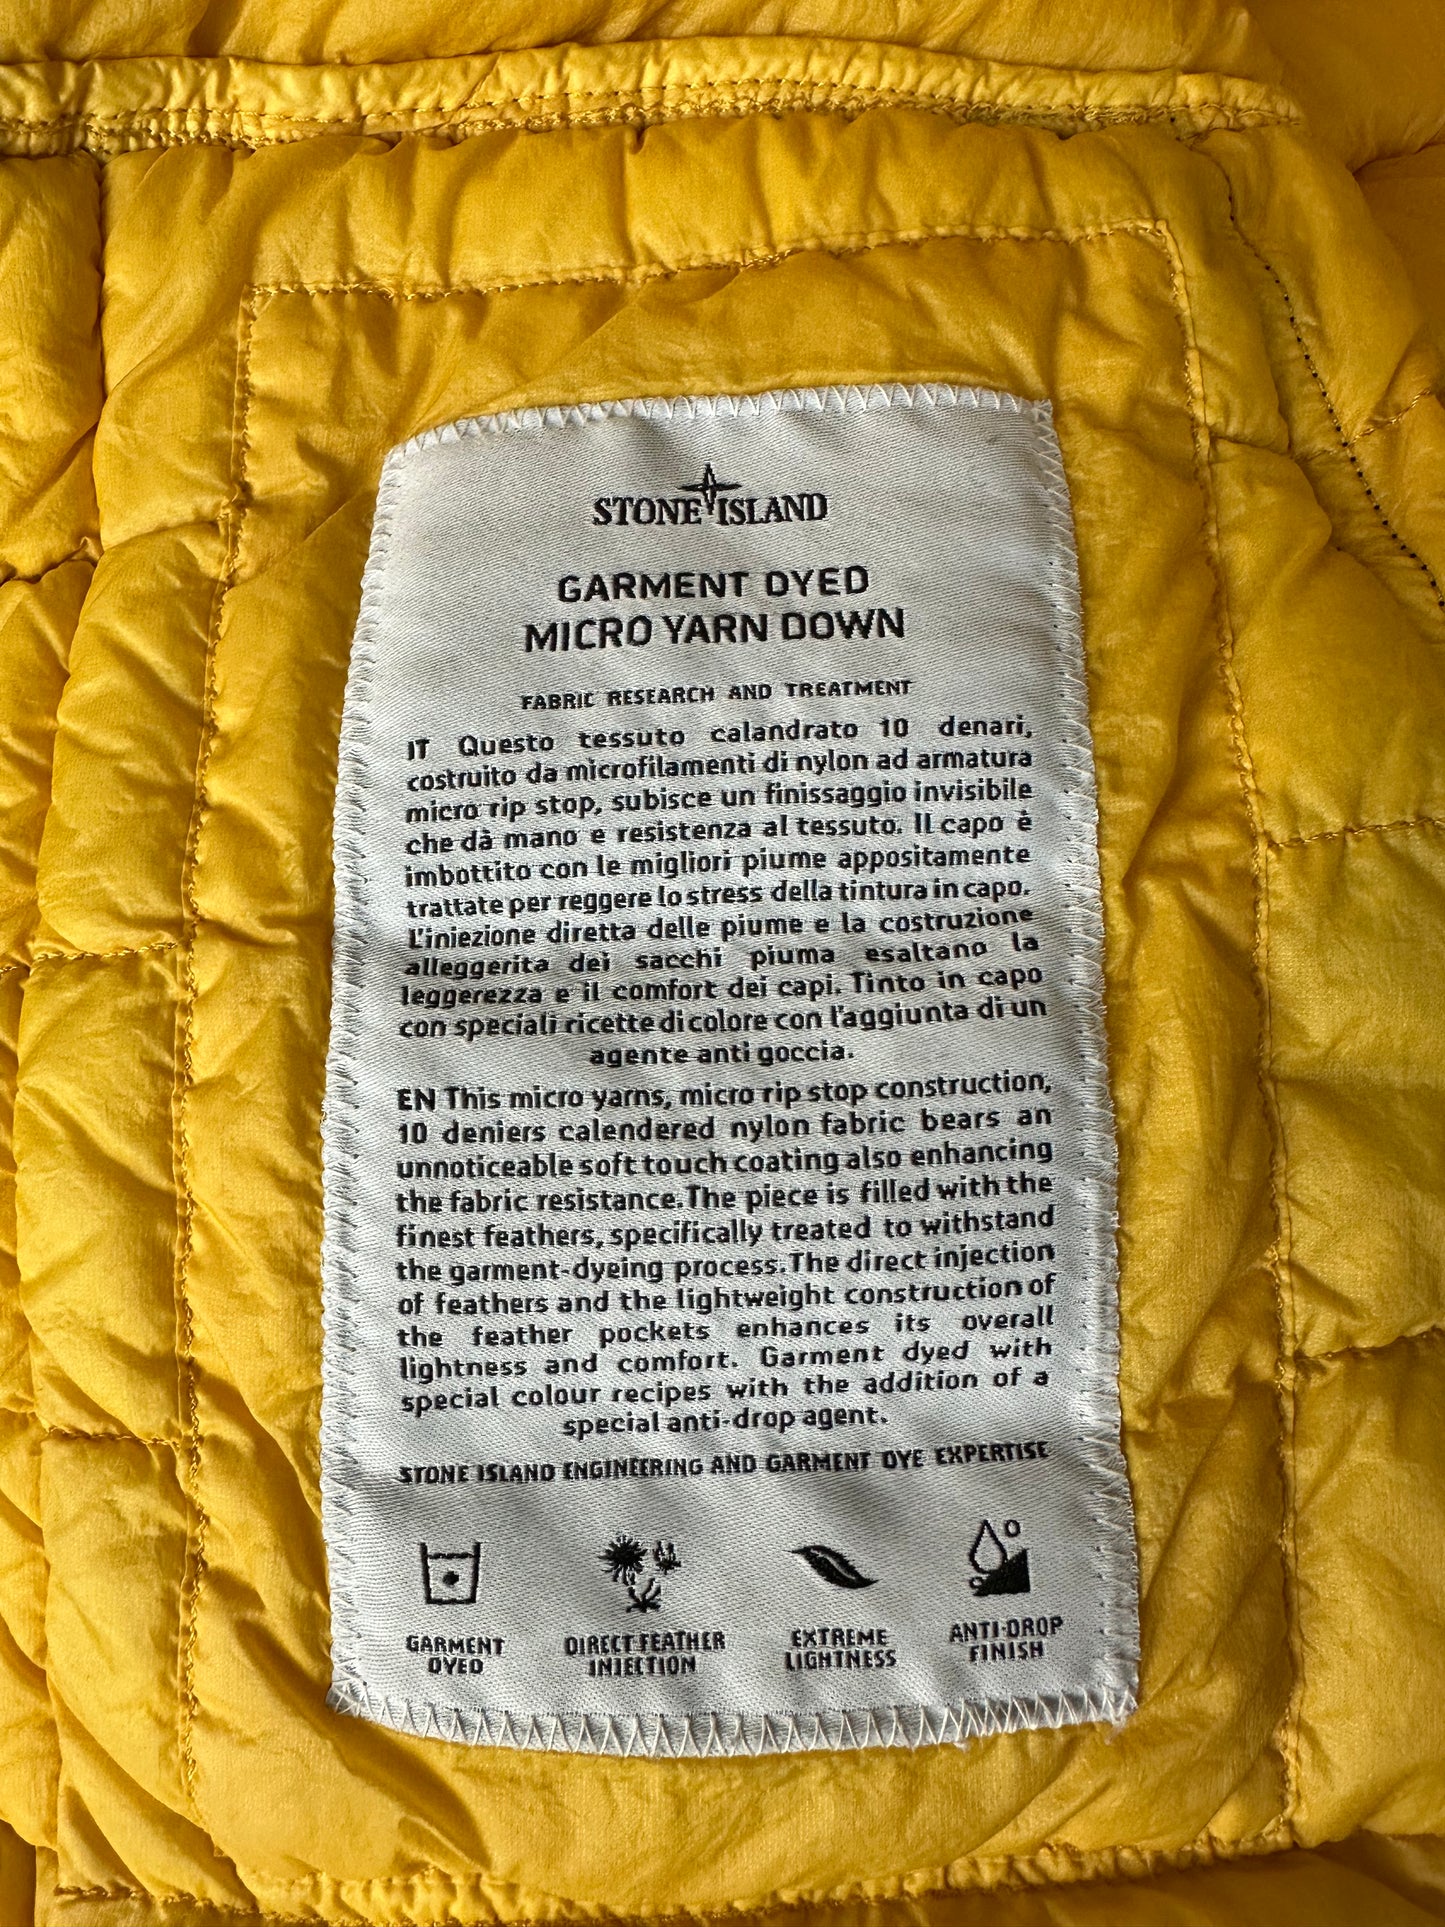 STONE ISLAND
GARMENT DYED
MICRO YARN DOWN
FABRIC RESEARCH AND TREATMENT
IT Questo tessuto calandrato 10 denari,
costruito da microfilamenti di nylon ad armatura
micro rip stop, subisce un finissaggio invisibile
che dà mano e resistenza al tessuto. Il capo è
imbottito con le migliori piume appositamente
trattate per reggere lo stress della tintura in capo.
L'iniezione diretta delle piume e la costruzione
alleggerita dei sacchi piuma esaltano la
leggerezza e il comfort dei capi. Tinto in capo
con speciali ricette di colore con l'aggiunta di un
agente anti goccia.
EN This micro yarns, micro rip stop construction,
10 deniers calendered nylon fabric bears an
unnoticeable soft touch coating also enhancing
the fabric resistance. The piece is filled with the
finest feathers, specifically treated to withstand
the garment-dyeing process. The direct injection
of feathers and the lightweight construction of
the feather pockets enhances its overall
lightness and comfort. Garment dyed with
special colour recipes with the addition of a
special anti-drop agent.
STONE ISLAND ENGINEERING AND GARMENT DYE EXPERTISE
GARMENT
DYED
DIRECT FEATHER
INJECTION
EXTREME
LIGHTNESS
ANTI-DROP
FINISH